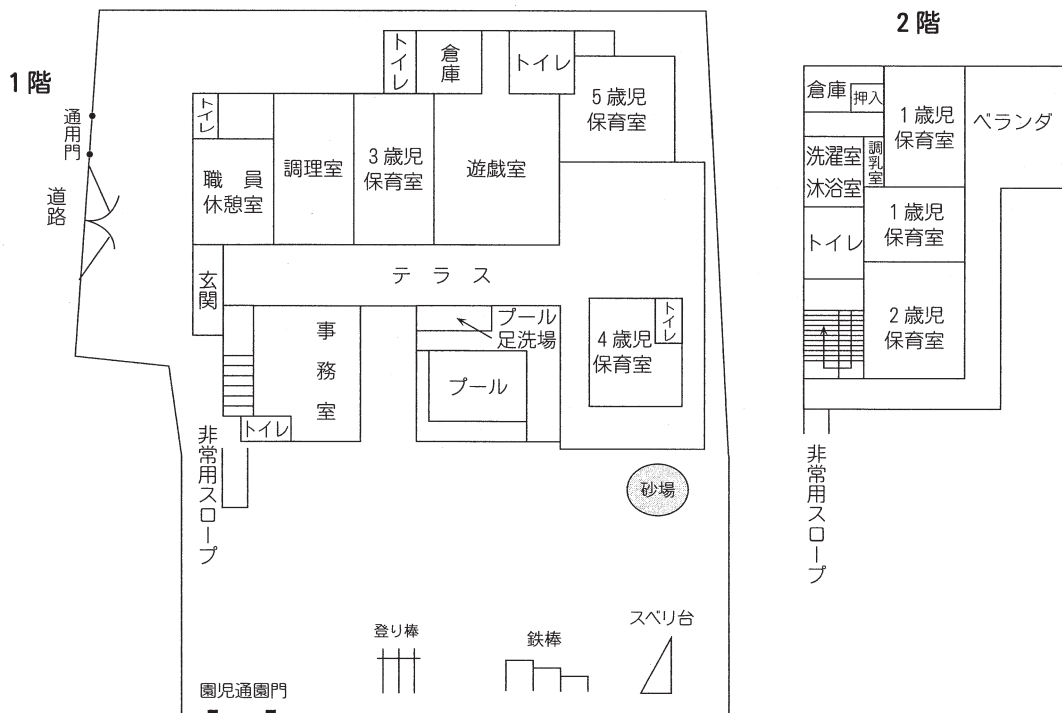 1階
2階
通用門
道路
トイレ
倉庫
トイレ
5歳児
保育室
トイレ
職員
休憩室
調理室
3歳児
保育室
遊戯室
玄関
テラス
事務室
トイレ
プール
足洗場
プール
4歳児
保育室
トイレ
非常用スロープ
砂場
登り棒
鉄棒
スベリ台
園児通園門
倉庫
押入
1歳児
保育室
ベランダ
洗濯室
沐浴室
調乳室
1歳児
保育室
トイレ
2歳児
保育室
非常用スロープ